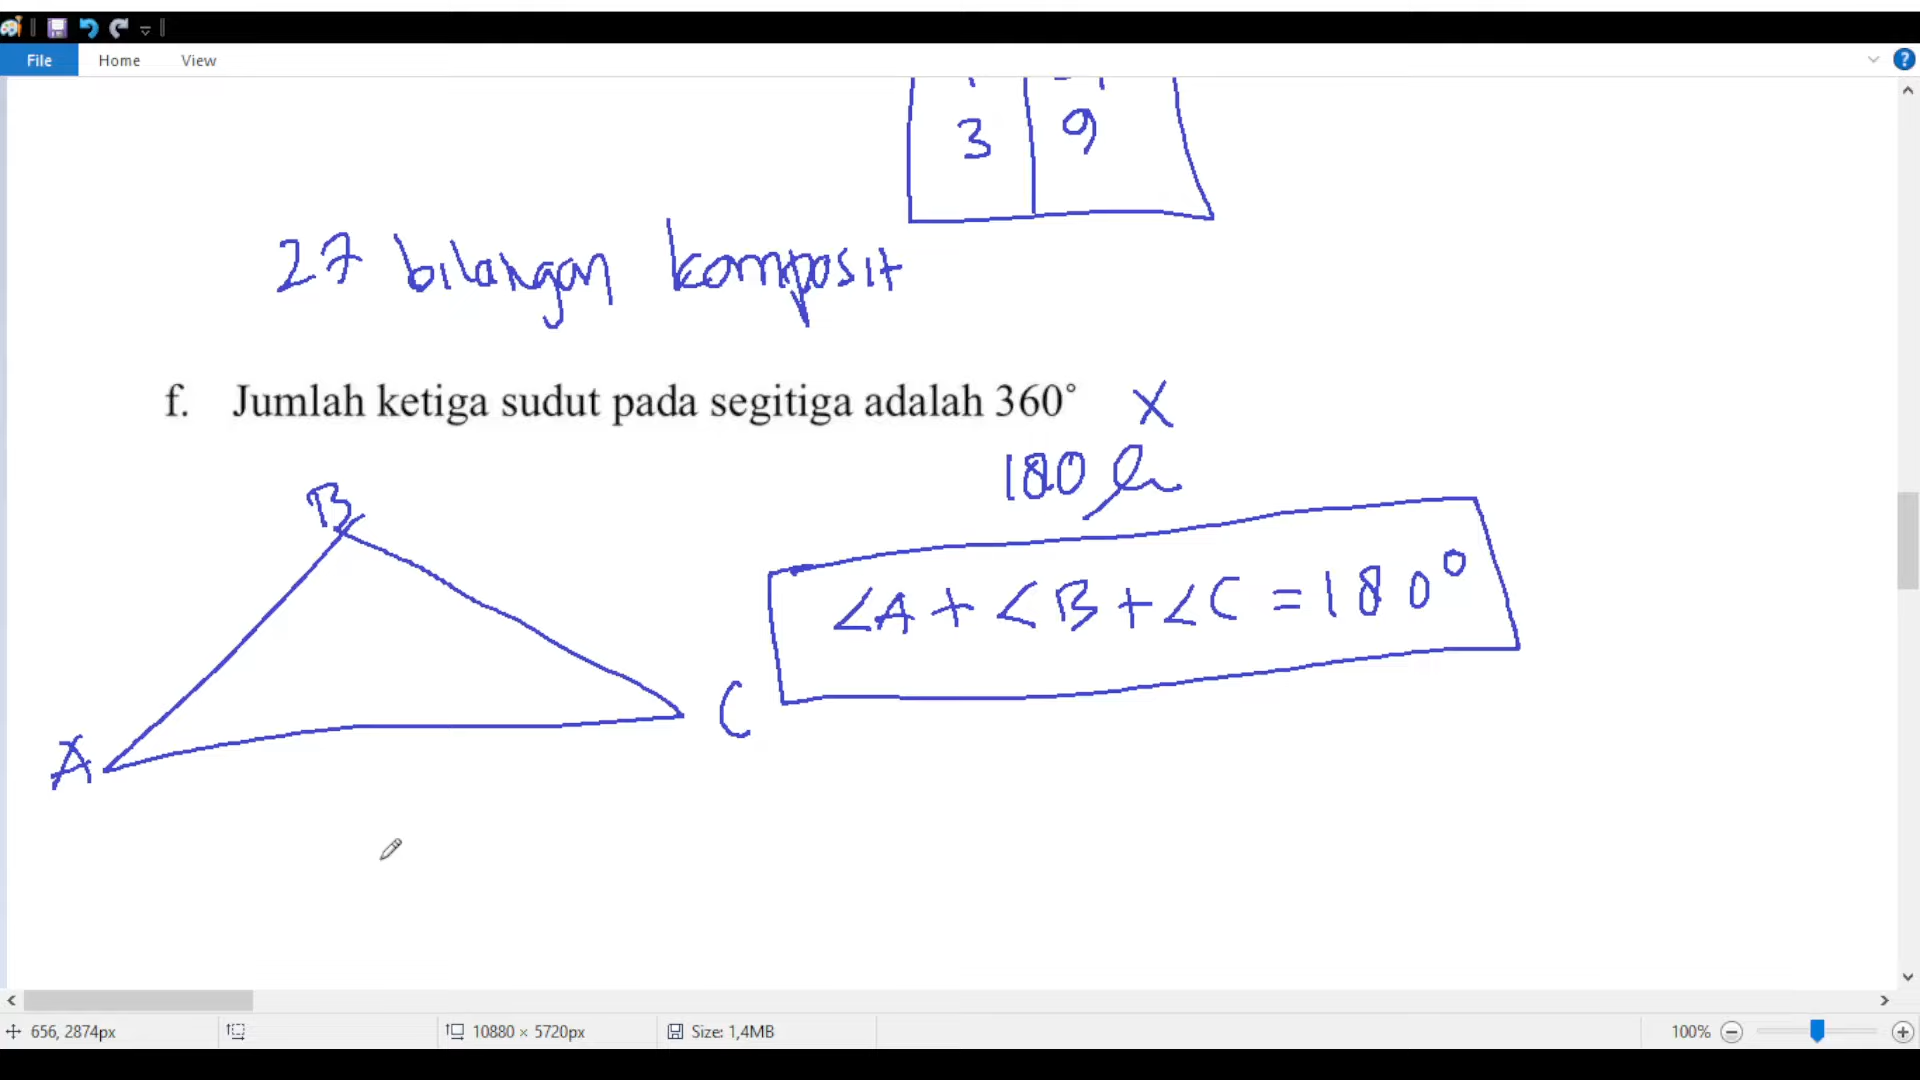 File Home View
3 9
27 bilangan komposit
f. Jumlah ketiga sudut pada segitiga adalah 360° X
180
B
∠A + ∠B + ∠C = 180°
C
A
656, 2874px 10880 × 5720px Size: 1,4MB 100%